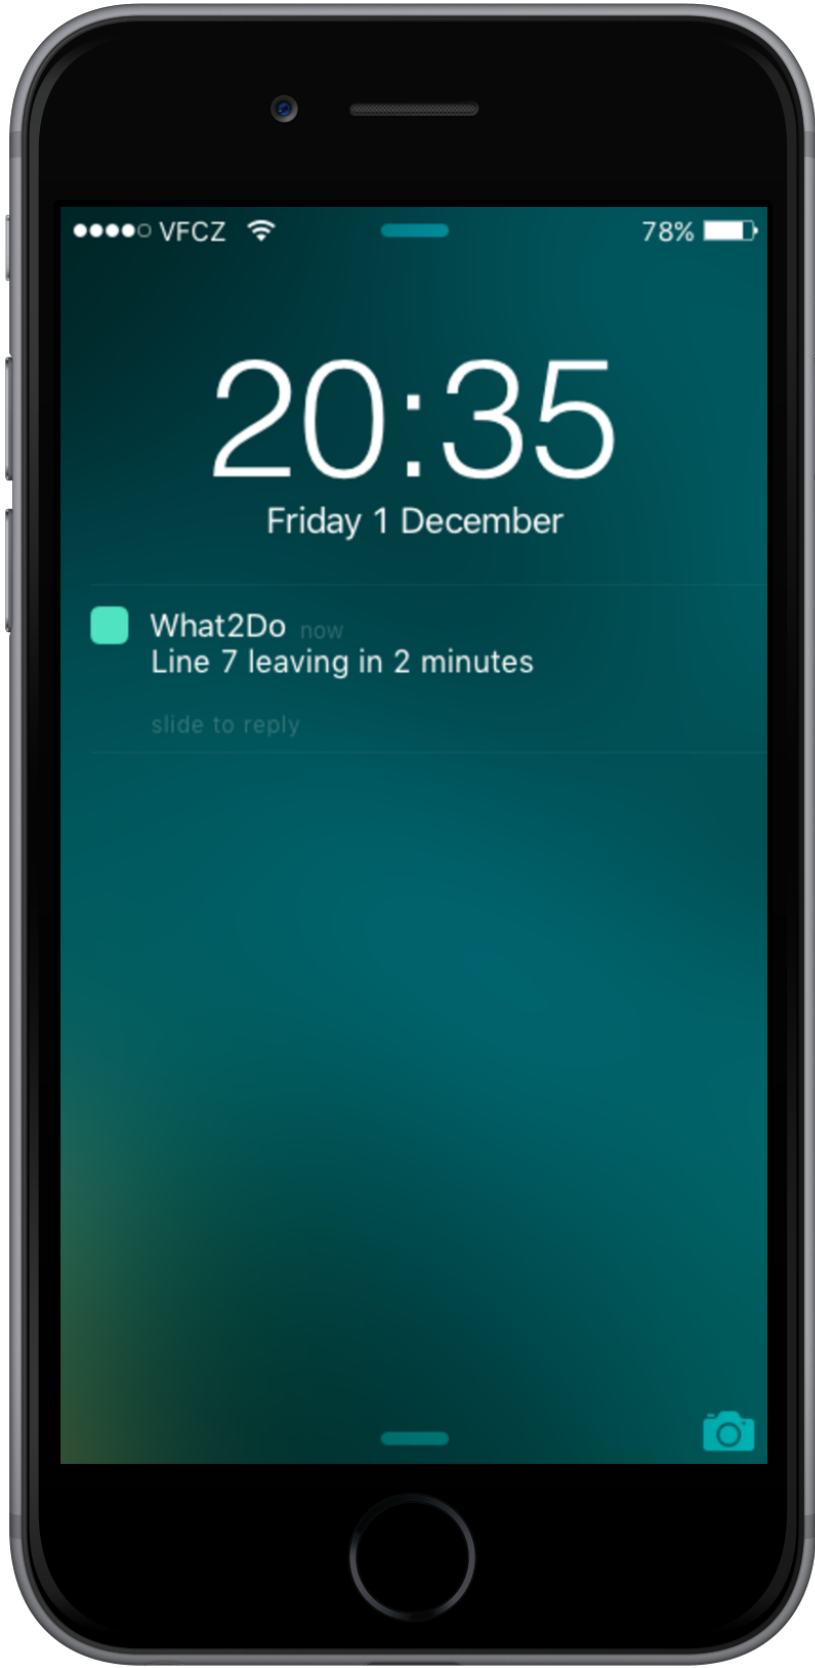 VFCZ 78%
20:35
Friday 1 December
What2Do now
Line 7 leaving in 2 minutes
slide to reply